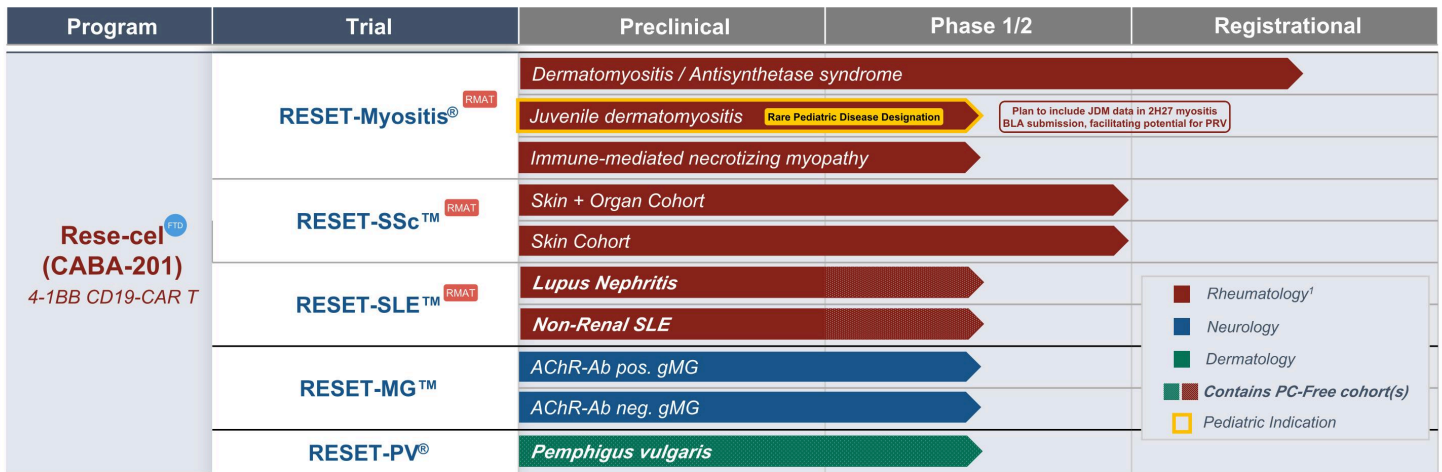 Program
Trial
Preclinical
Phase 1/2
Registrational
Rese-cel FTD
(CABA-201)
4-1BB CD19-CAR T
RESET-Myositis® RMAT
Dermatomyositis / Antisynthetase syndrome
Juvenile dermatomyositis
Rare Pediatric Disease Designation
Plan to include JDM data in 2H27 myositis
BLA submission, facilitating potential for PRV
Immune-mediated necrotizing myopathy
RESET-SSc™ RMAT
Skin + Organ Cohort
Skin Cohort
RESET-SLE™ RMAT
Lupus Nephritis
Non-Renal SLE
RESET-MG™
AChR-Ab pos. gMG
AChR-Ab neg. gMG
RESET-PV®
Pemphigus vulgaris
Rheumatology¹
Neurology
Dermatology
Contains PC-Free cohort(s)
Pediatric Indication